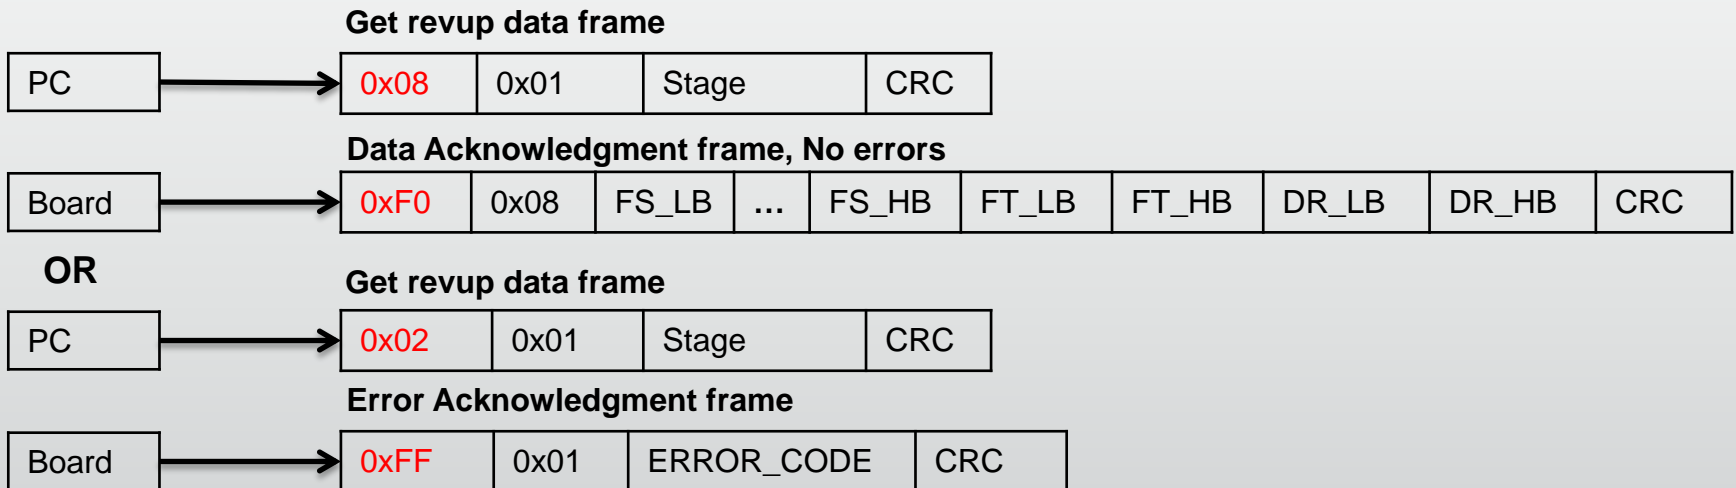 Get revup data frame
PC 0x08 0x01 Stage CRC
Data Acknowledgment frame, No errors
Board 0xF0 0x08 FS_LB ... FS_HB FT_LB FT_HB DR_LB DR_HB CRC
OR
Get revup data frame
PC 0x02 0x01 Stage CRC
Error Acknowledgment frame
Board 0xFF 0x01 ERROR_CODE CRC